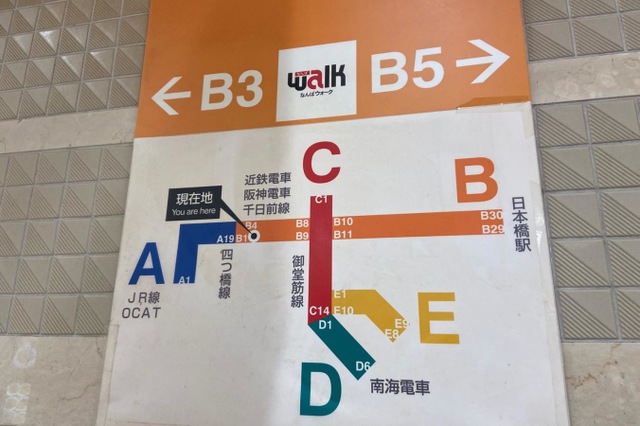 ← B3
なんば
walk
なんばウォーク
B5 →
C
近鉄電車
阪神電車
千日前線
現在地
You are here
B
C1
B4
B8
B10
B30
A19
B1
B9
B11
B29
日本橋駅
A
A1
四つ橋線
御堂筋線
JR線
OCAT
E1
C14
E10
D1
E9
E8
E
D6
D
南海電車